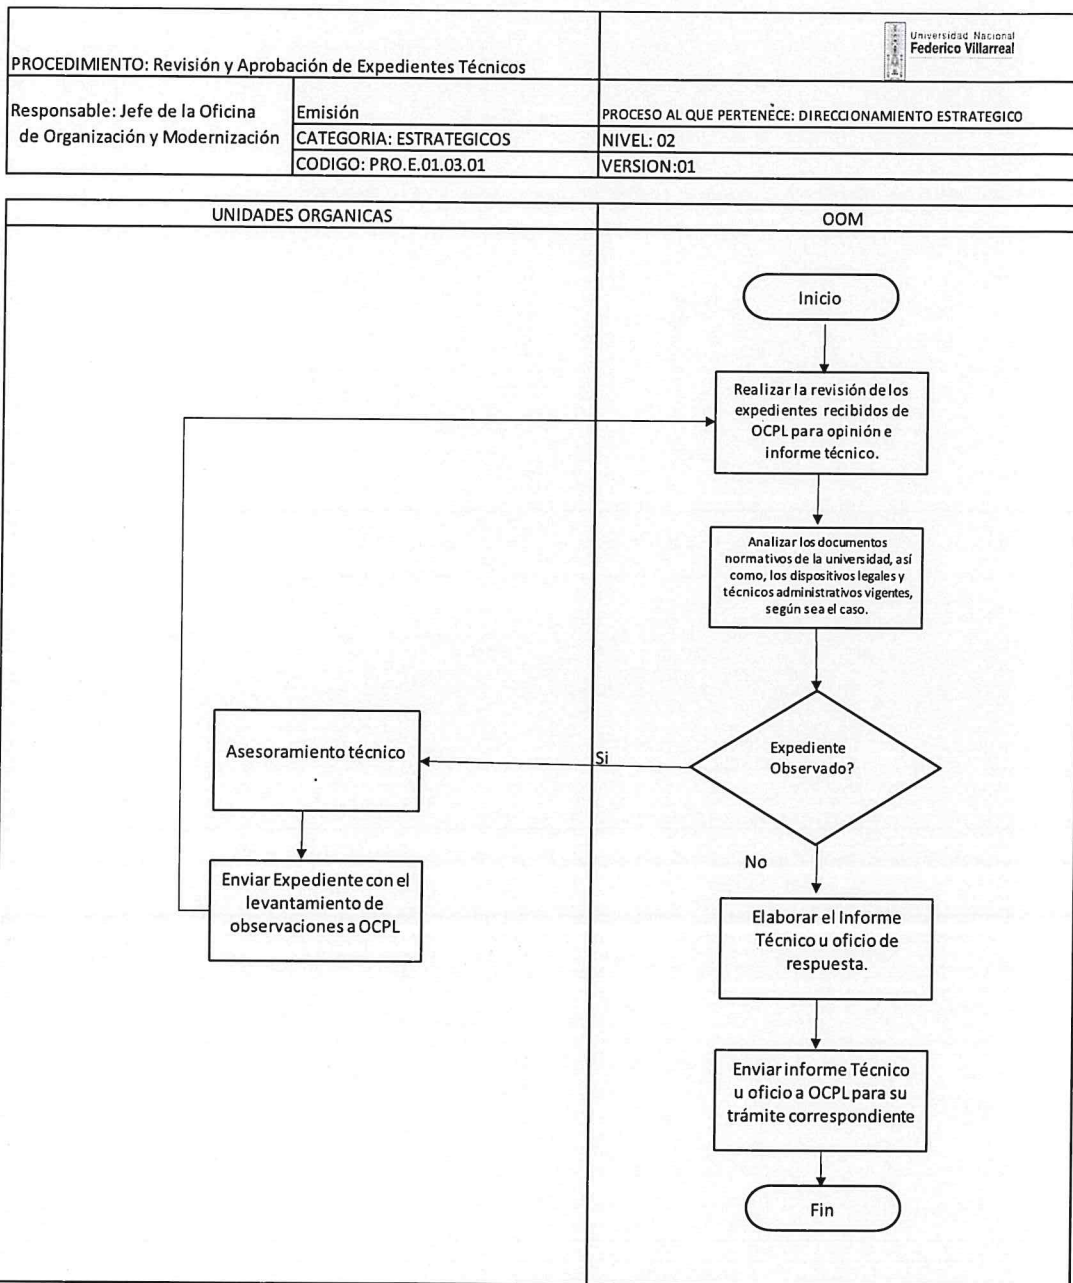 Universidad Nacional
Federico Villarreal
PROCEDIMIENTO: Revisión y Aprobación de Expedientes Técnicos
Responsable: Jefe de la Oficina
de Organización y Modernización
Emisión
PROCESO AL QUE PERTENECE: DIRECCIONAMIENTO ESTRATEGICO
CATEGORIA: ESTRATEGICOS
NIVEL: 02
CODIGO: PRO.E.01.03.01
VERSION:01
UNIDADES ORGANICAS
OOM
Inicio
Realizar la revisión de los
expedientes recibidos de
OCPL para opinión e
informe técnico.
Analizar los documentos
normativos de la universidad, así
como, los dispositivos legales y
técnicos administrativos vigentes,
según sea el caso.
Expediente
Observado?
Si
Asesoramiento técnico
Enviar Expediente con el
levantamiento de
observaciones a OCPL
No
Elaborar el Informe
Técnico u oficio de
respuesta.
Enviar informe Técnico
u oficio a OCPL para su
trámite correspondiente
Fin